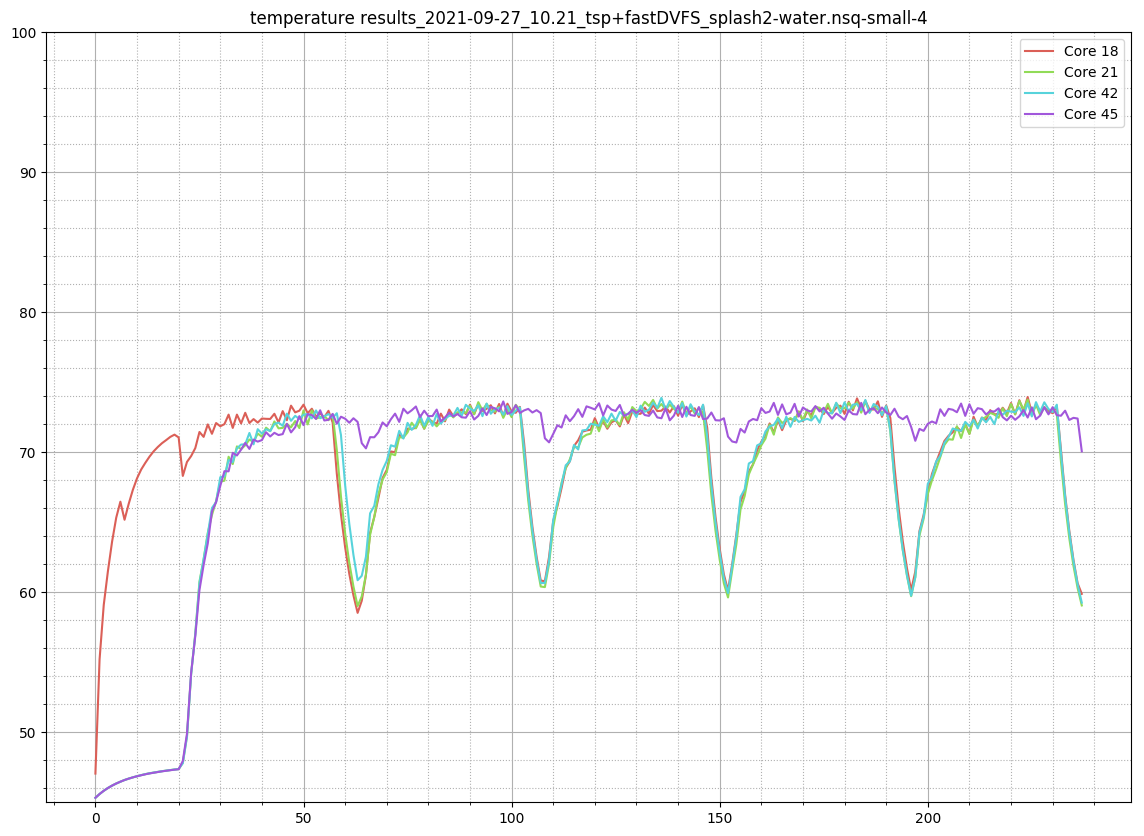 temperature results_2021-09-27_10.21_tsp+fastDVFS_splash2-water.nsq-small-4
100
90
80
70
60
50
0
50
100
150
200
Core 18
Core 21
Core 42
Core 45